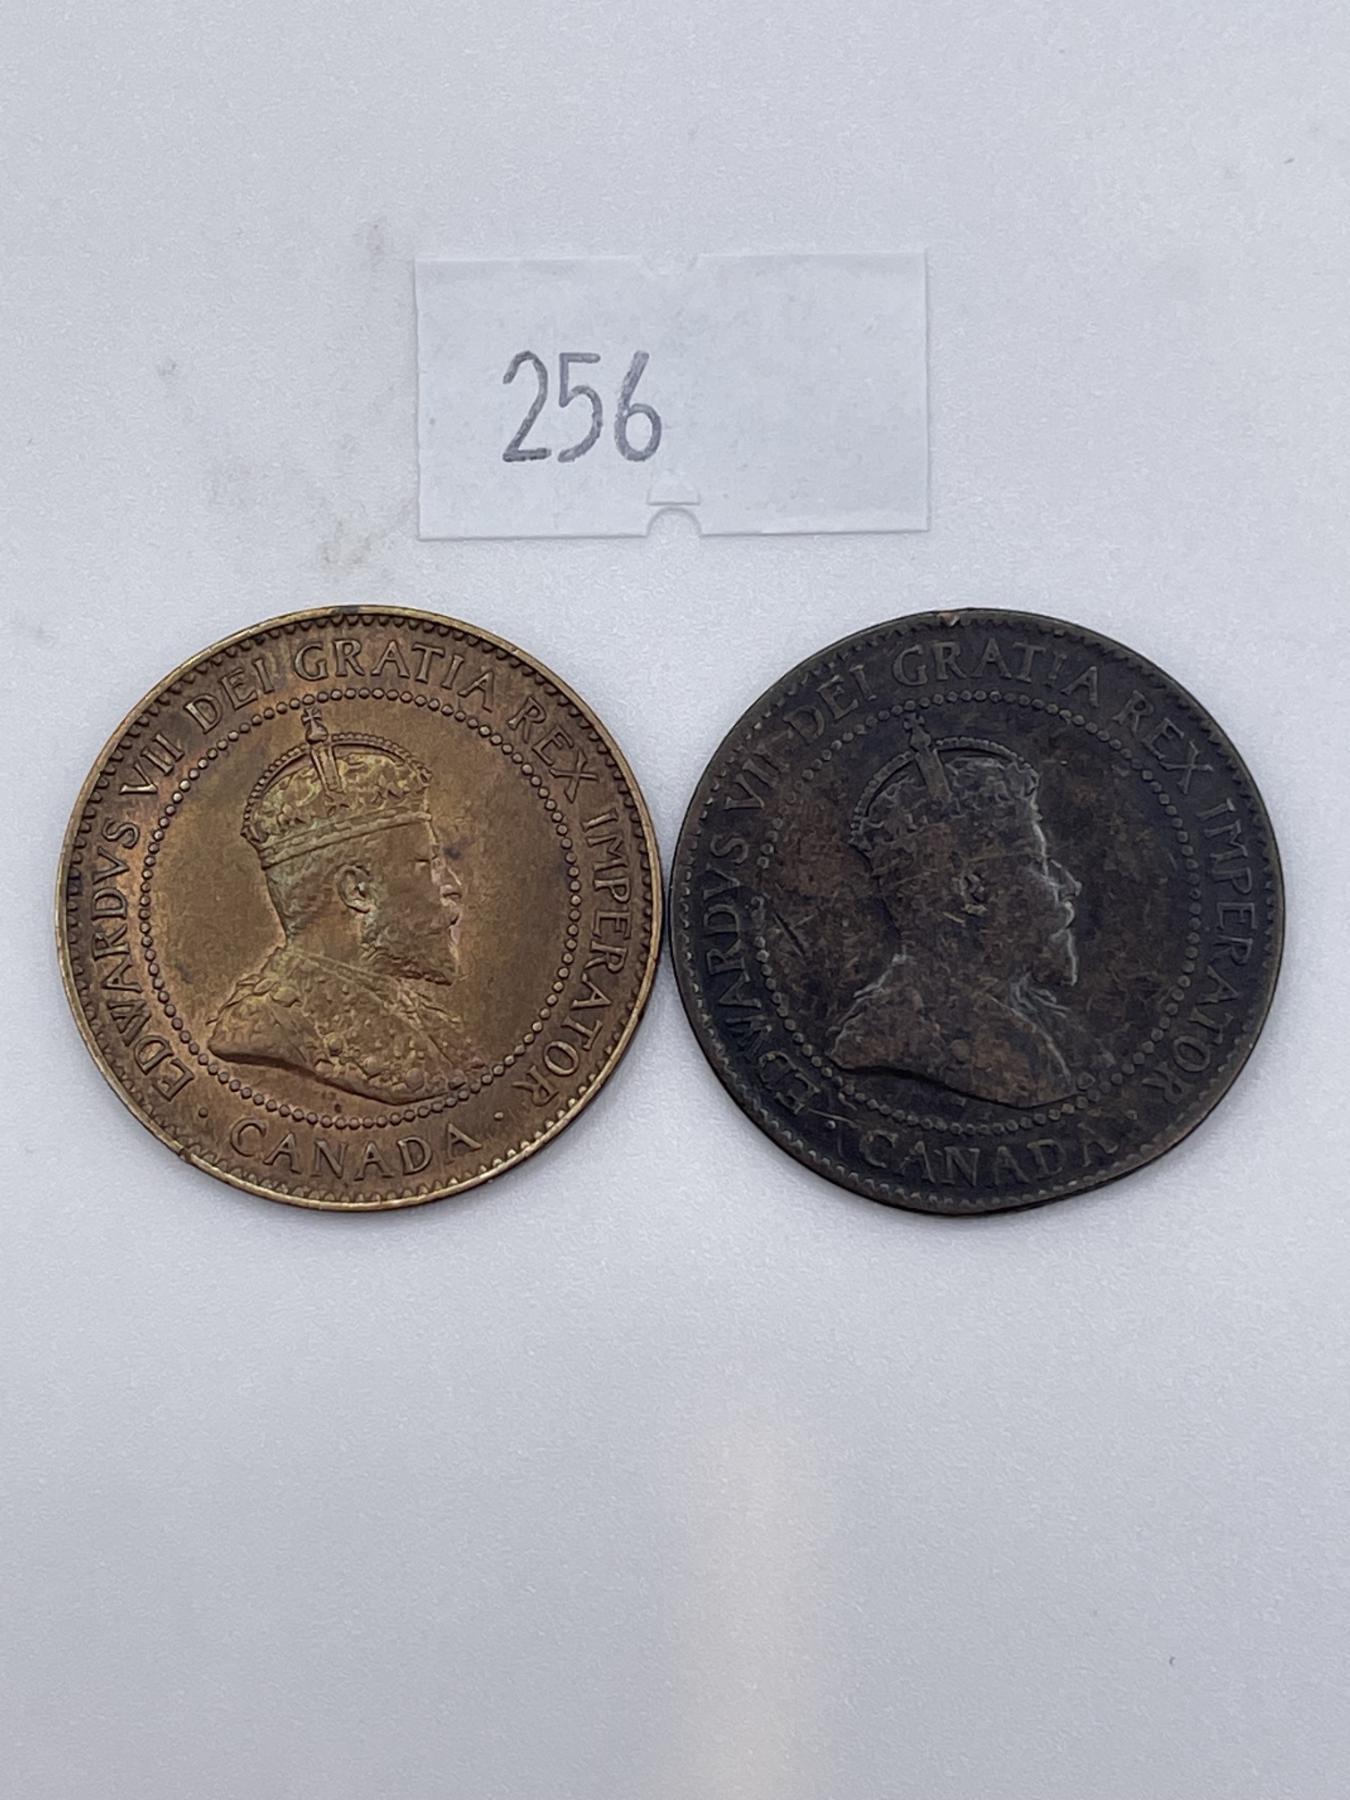 256
EDWARDVS VII DEI GRATIA REX IMPERATOR
· CANADA ·
EDWARDVS VII DEI GRATIA REX IMPERATOR
· CANADA ·